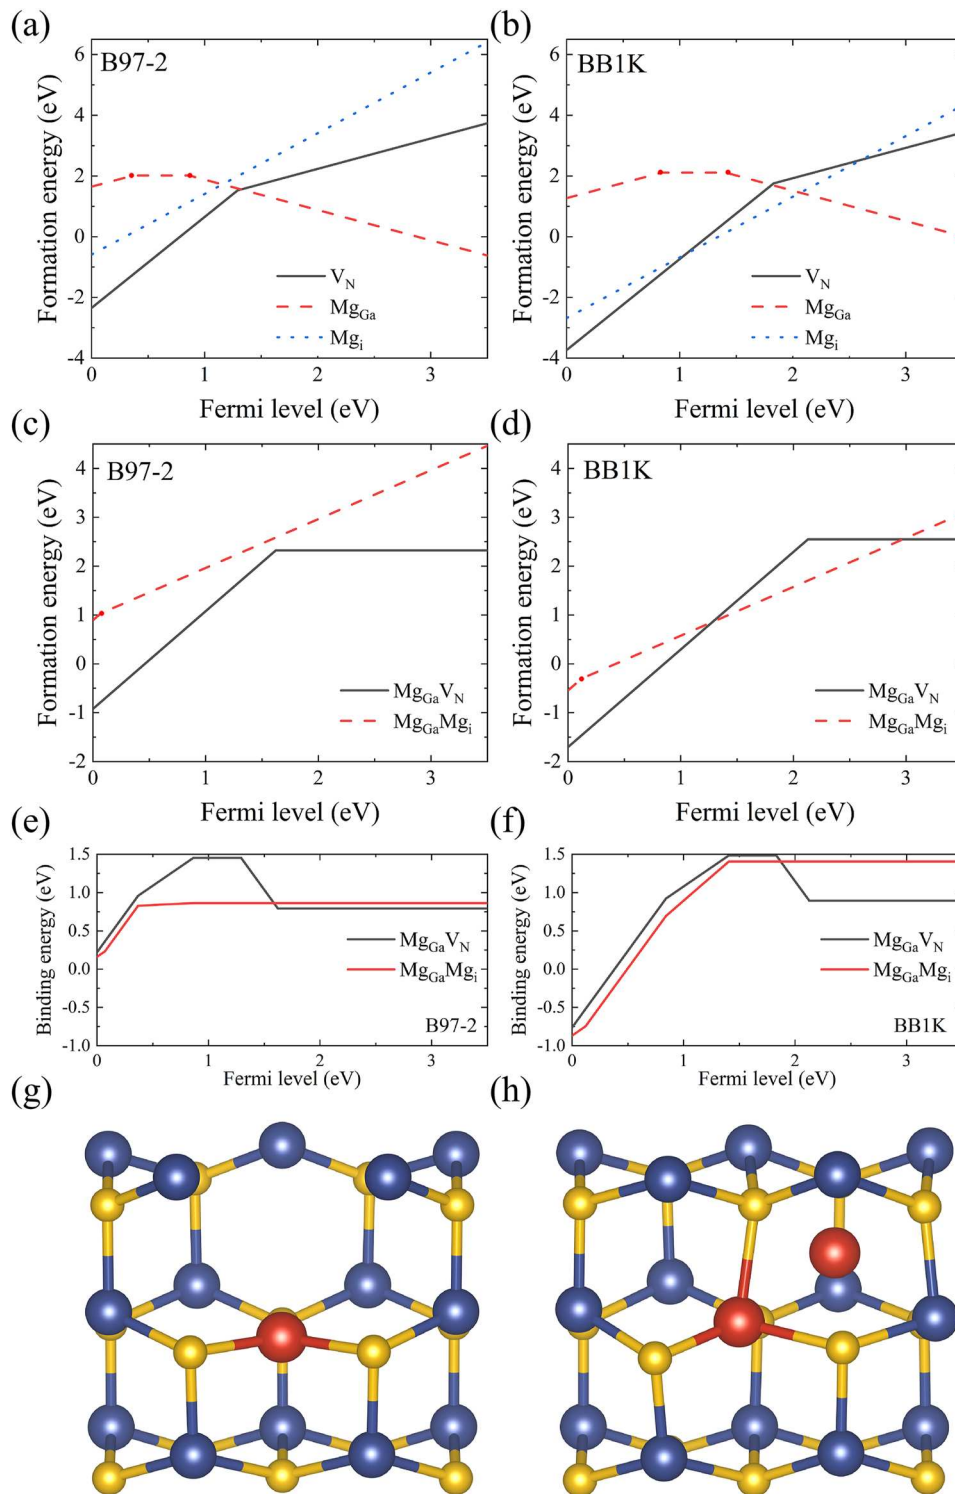 (a)
B97-2
Formation energy (eV)
6
4
2
0
-2
-4
0
1
2
3
V_N
Mg_Ga
Mg_i
Fermi level (eV)
(b)
BB1K
Formation energy (eV)
6
4
2
0
-2
-4
0
1
2
3
V_N
Mg_Ga
Mg_i
Fermi level (eV)
(c)
B97-2
Formation energy (eV)
4
3
2
1
0
-1
-2
0
1
2
3
Mg_GaV_N
Mg_GaMg_i
Fermi level (eV)
(d)
BB1K
Formation energy (eV)
4
3
2
1
0
-1
-2
0
1
2
3
Mg_GaV_N
Mg_GaMg_i
Fermi level (eV)
(e)
Binding energy (eV)
1.5
1.0
0.5
0.0
-0.5
-1.0
0
1
2
3
Mg_GaV_N
Mg_GaMg_i
B97-2
Fermi level (eV)
(f)
Binding energy (eV)
1.5
1.0
0.5
0.0
-0.5
-1.0
0
1
2
3
Mg_GaV_N
Mg_GaMg_i
BB1K
Fermi level (eV)
(g)
(h)